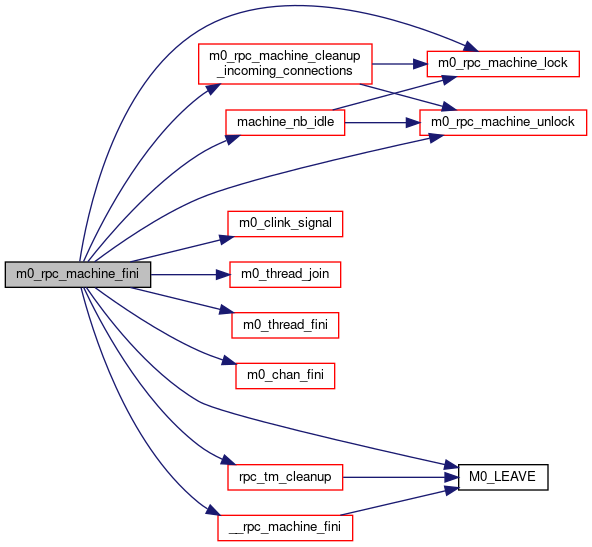 m0_rpc_machine_cleanup
_incoming_connections
m0_rpc_machine_lock
machine_nb_idle
m0_rpc_machine_unlock
m0_clink_signal
m0_rpc_machine_fini
m0_thread_join
m0_thread_fini
m0_chan_fini
rpc_tm_cleanup
M0_LEAVE
__rpc_machine_fini